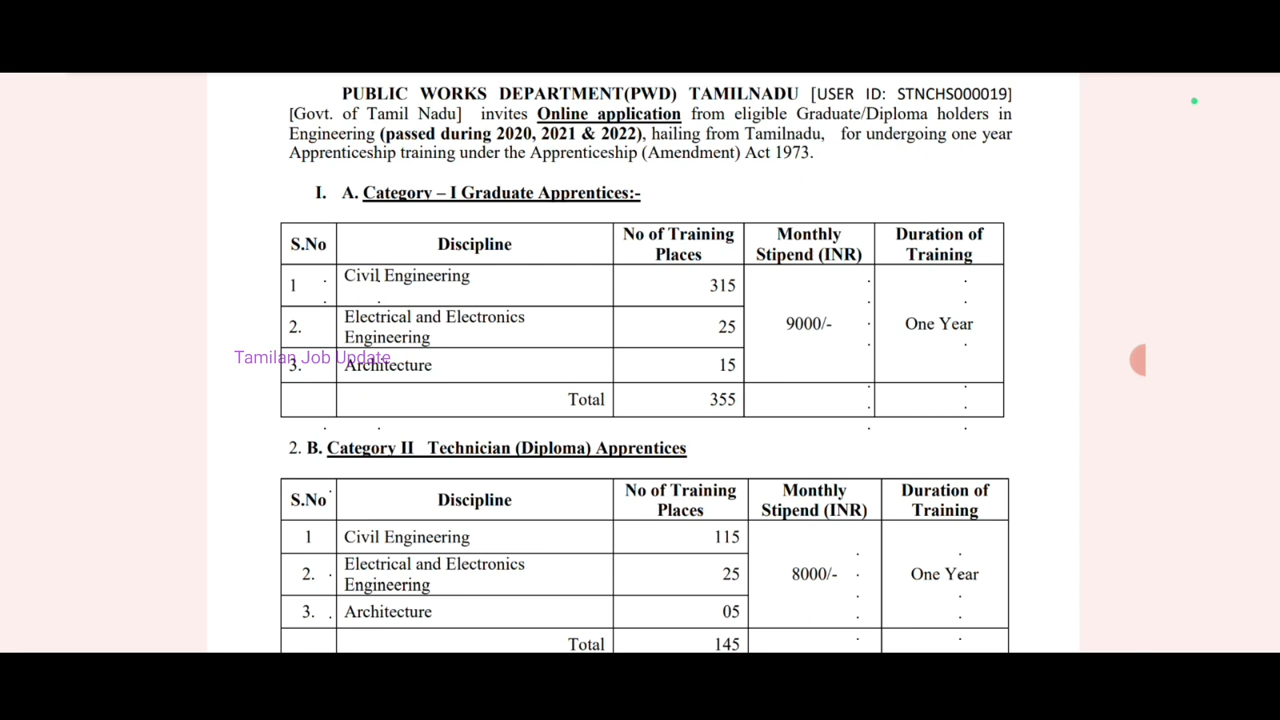 PUBLIC WORKS DEPARTMENT(PWD) TAMILNADU [USER ID: STNCHS000019]
[Govt. of Tamil Nadu] invites Online application from eligible Graduate/Diploma holders in
Engineering (passed during 2020, 2021 & 2022), hailing from Tamilnadu, for undergoing one year
Apprenticeship training under the Apprenticeship (Amendment) Act 1973.
I. A. Category – I Graduate Apprentices:-
S.No Discipline No of Training Places Monthly Stipend (INR) Duration of Training
1 Civil Engineering 315
2. Electrical and Electronics Engineering 25 9000/- One Year
Tamilan Job Update
3. Architecture 15
Total 355
2. B. Category II Technician (Diploma) Apprentices
S.No Discipline No of Training Places Monthly Stipend (INR) Duration of Training
1 Civil Engineering 115
2. Electrical and Electronics Engineering 25 8000/- One Year
3. Architecture 05
Total 145